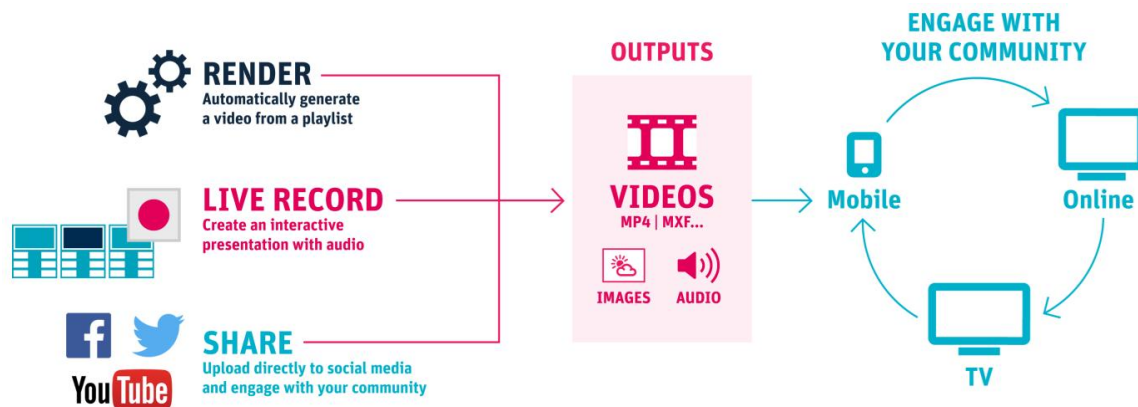 RENDER
Automatically generate
a video from a playlist
LIVE RECORD
Create an interactive
presentation with audio
YouTube
SHARE
Upload directly to social media
and engage with your community
OUTPUTS
VIDEOS
MP4 | MXF...
IMAGES
AUDIO
ENGAGE WITH
YOUR COMMUNITY
Mobile
Online
TV